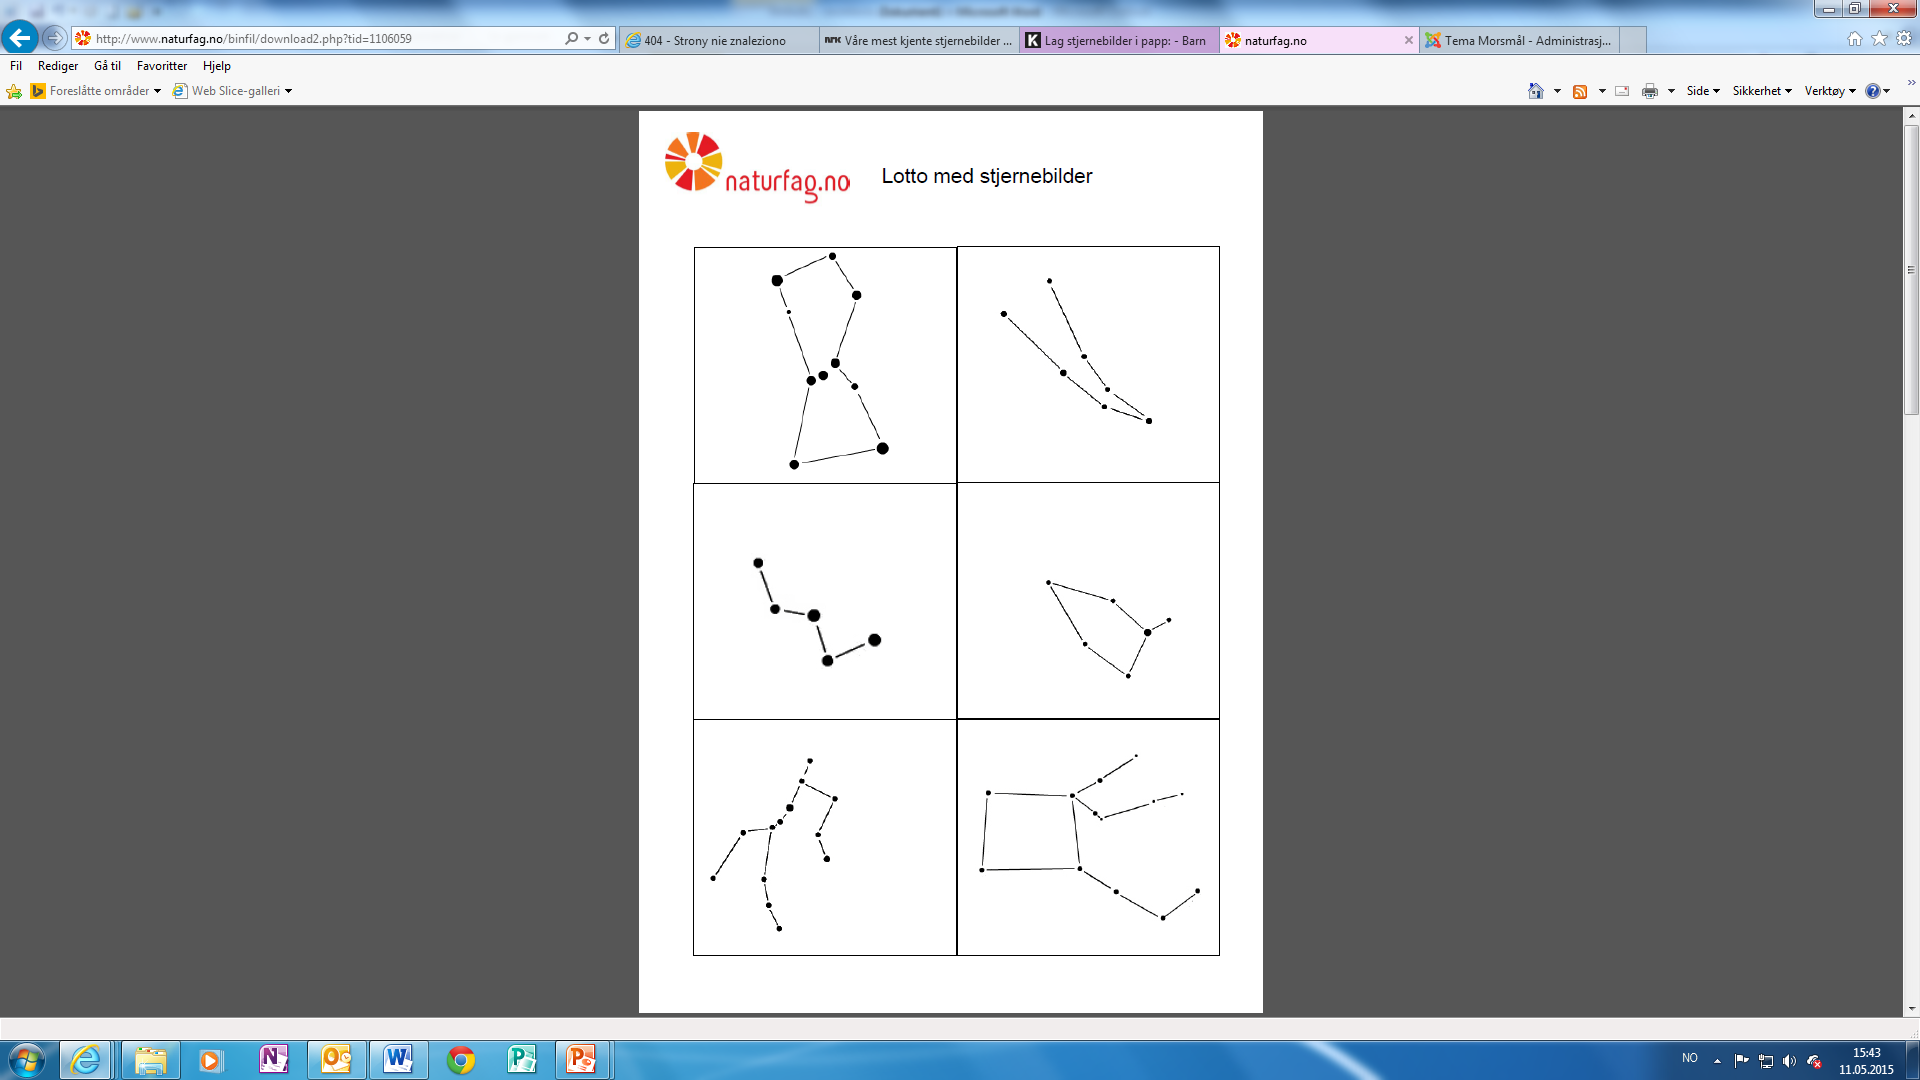 http://www.naturfag.no/binfil/download2.php?tid=1106059
404 - Strony nie znaleziono
NRK Våre mest kjente stjernebilder ...
K Lag stjernebilder i papp: - Barn
naturfag.no
Tema Morsmål - Administrasj...
Fil Rediger Gå til Favoritter Hjelp
Foreslåtte områder Web Slice-galleri
Side Sikkerhet Verktøy
naturfag.no
Lotto med stjernebilder
NO
15:43
11.05.2015